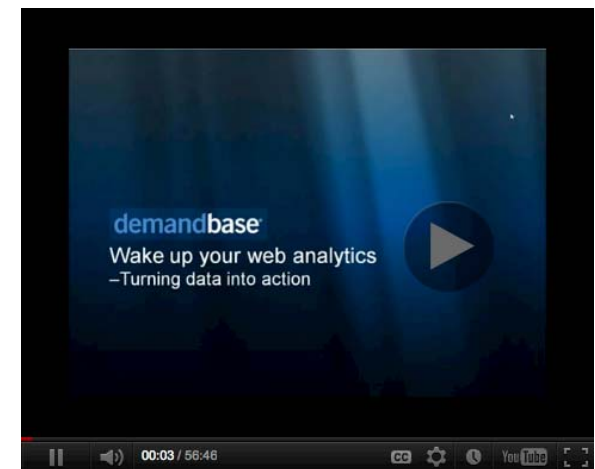 demandbase
Wake up your web analytics
–Turning data into action
00:03 / 56:46 CC YouTube